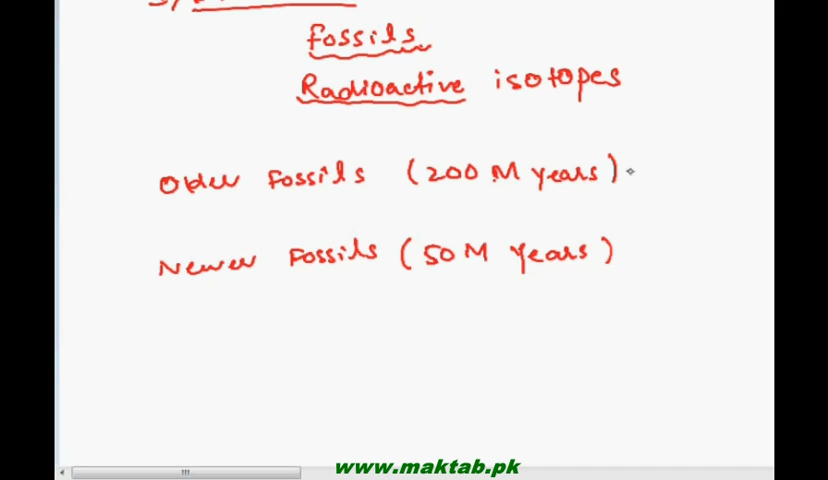 Fossils
Radioactive isotopes
Older Fossils (200 M years)
Newer Fossils (50 M years)
www.maktab.pk